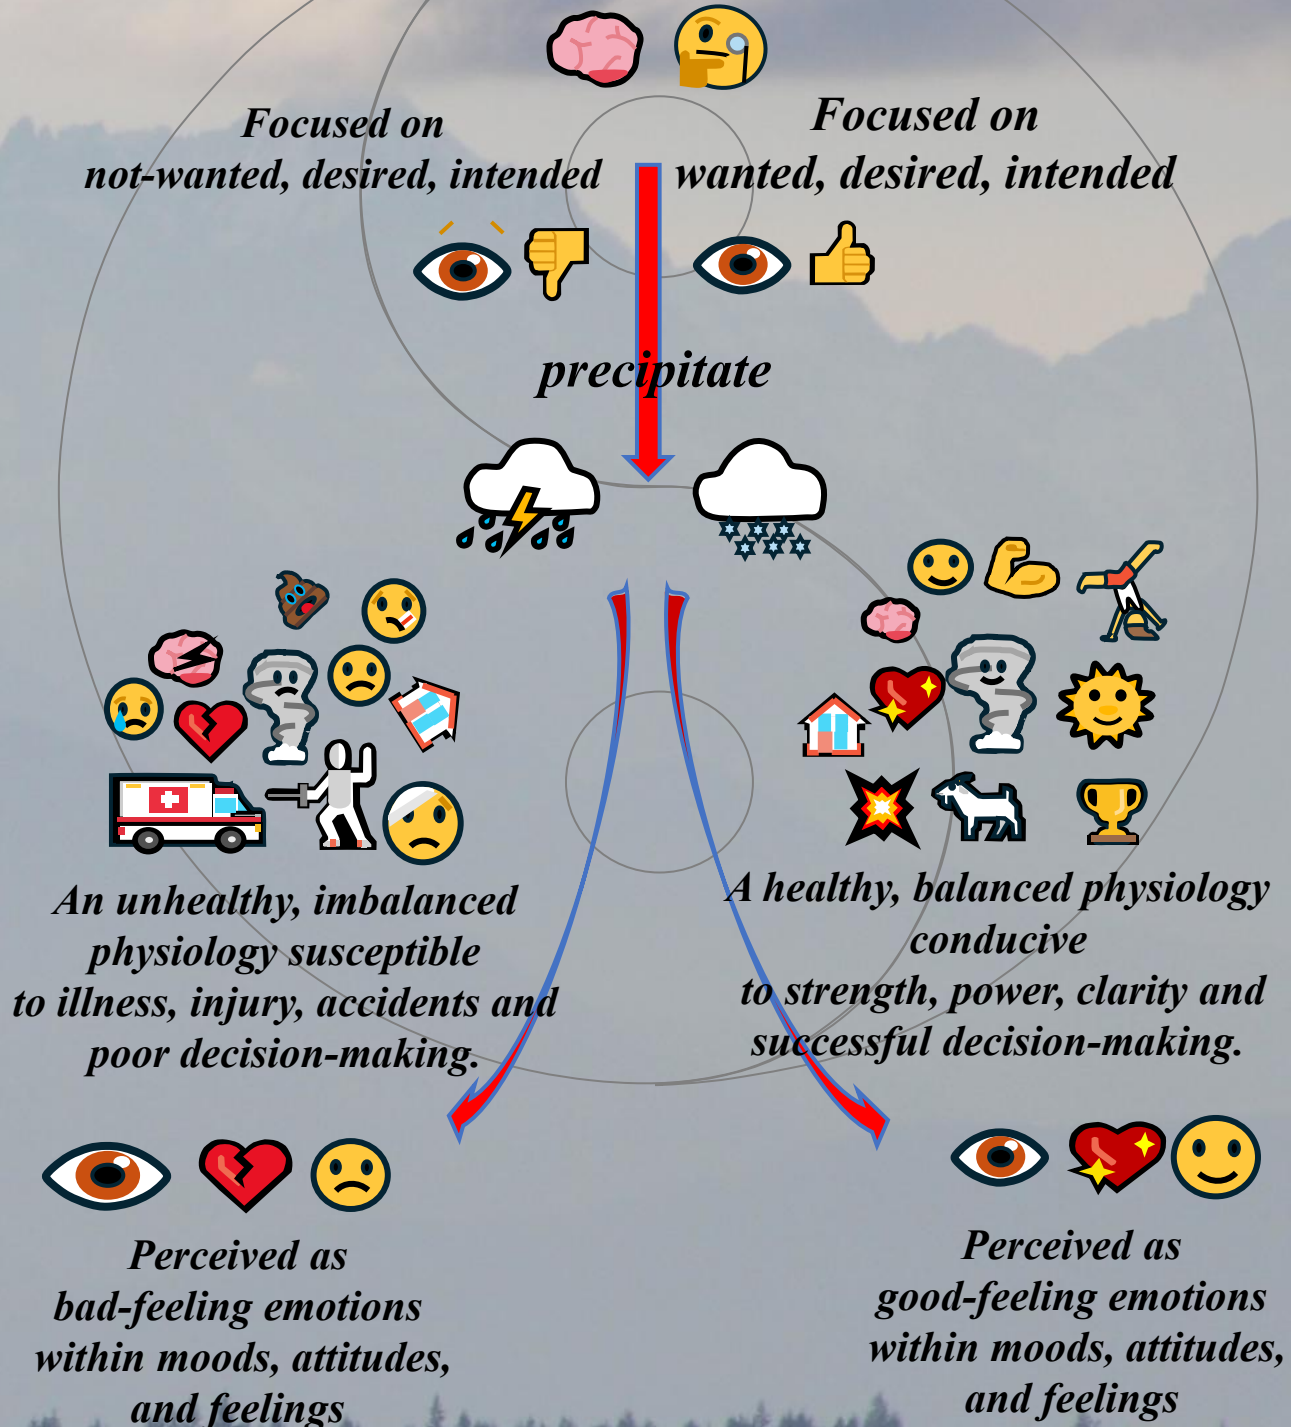 Focused on
not-wanted, desired, intended
Focused on
wanted, desired, intended
precipitate
An unhealthy, imbalanced
physiology susceptible
to illness, injury, accidents and
poor decision-making.
A healthy, balanced physiology
conducive
to strength, power, clarity and
successful decision-making.
Perceived as
bad-feeling emotions
within moods, attitudes,
and feelings
Perceived as
good-feeling emotions
within moods, attitudes,
and feelings